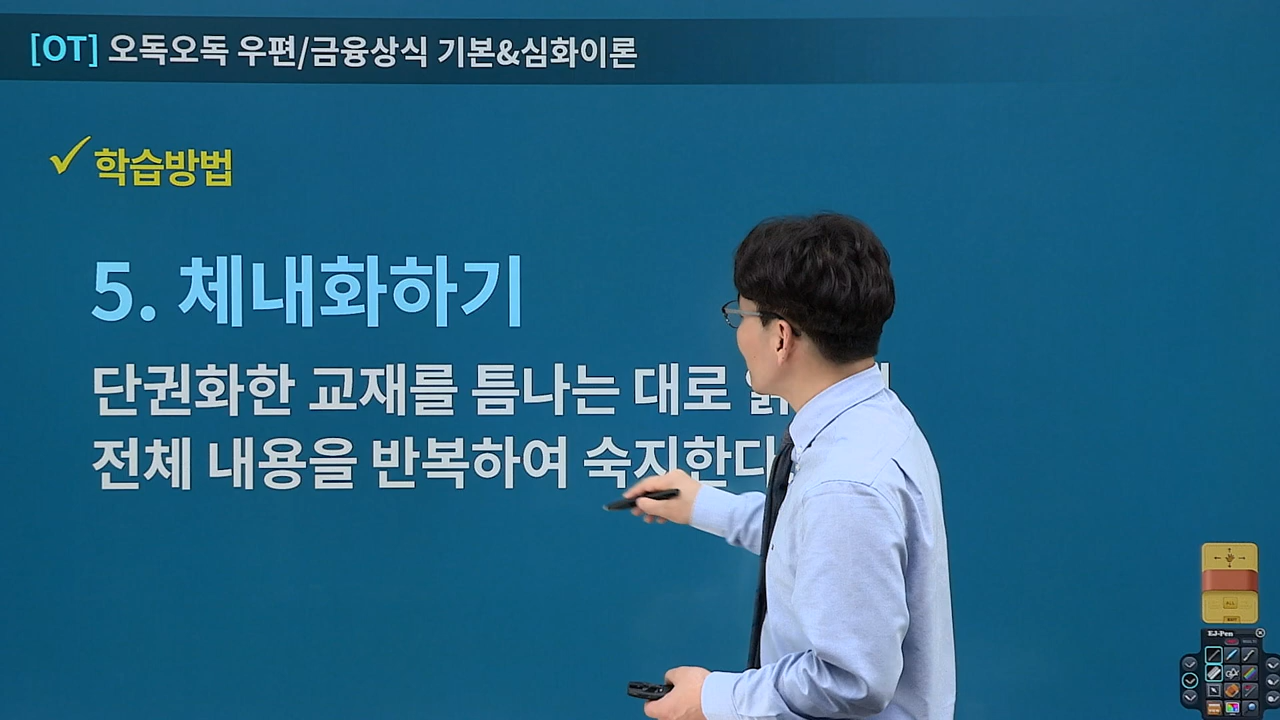 [OT] 오독오독 우편/금융상식 기본&심화이론
학습방법
5. 체내화하기
단권화한 교재를 틈나는 대로
전체 내용을 반복하여 숙지한다
EJ-Pen